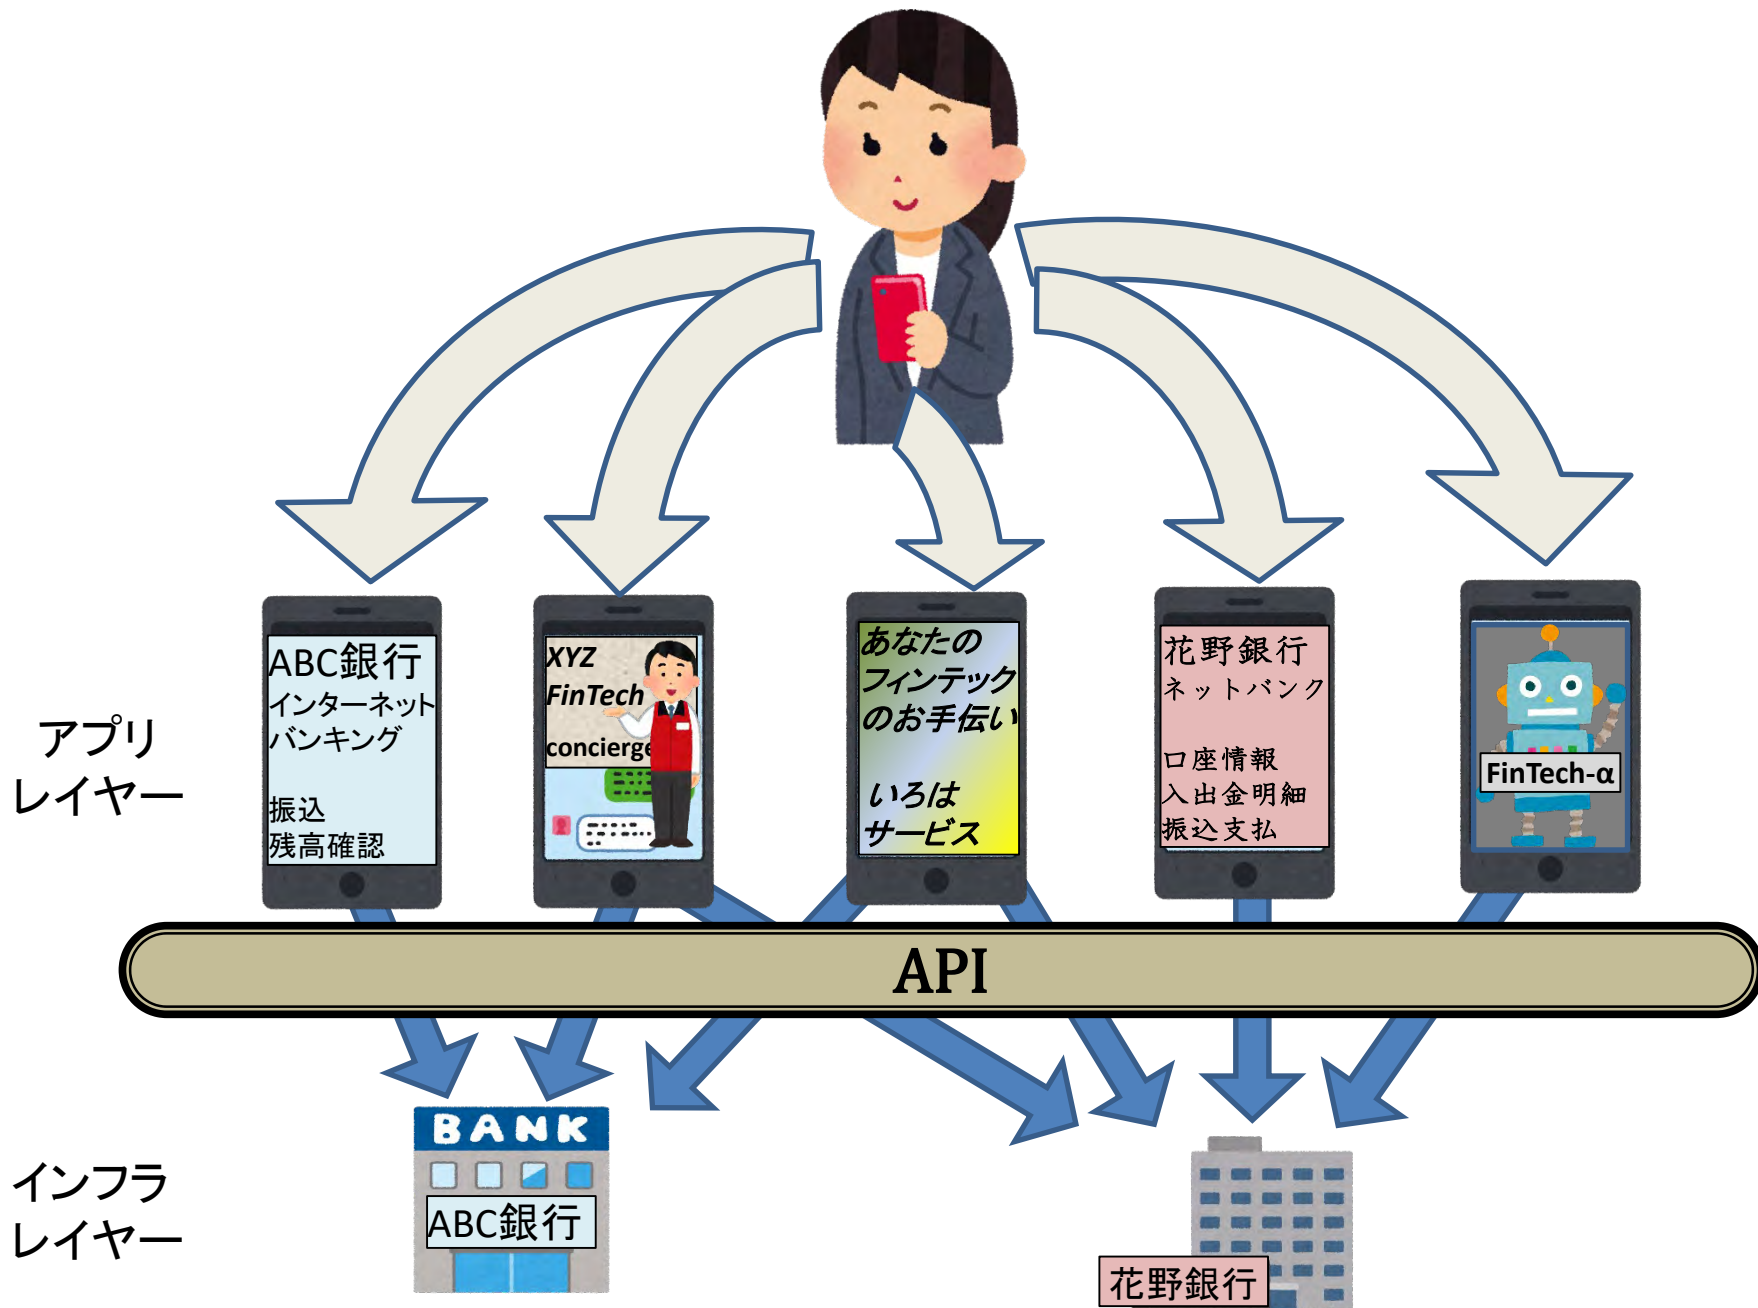 ABC銀行
インターネット
バンキング
振込
残高確認
XYZ
FinTech
concierge
あなたの
フィンテック
のお手伝い
いろは
サービス
花野銀行
ネットバンク
口座情報
入出金明細
振込支払
FinTech-α
アプリ
レイヤー
API
BANK
ABC銀行
インフラ
レイヤー
花野銀行